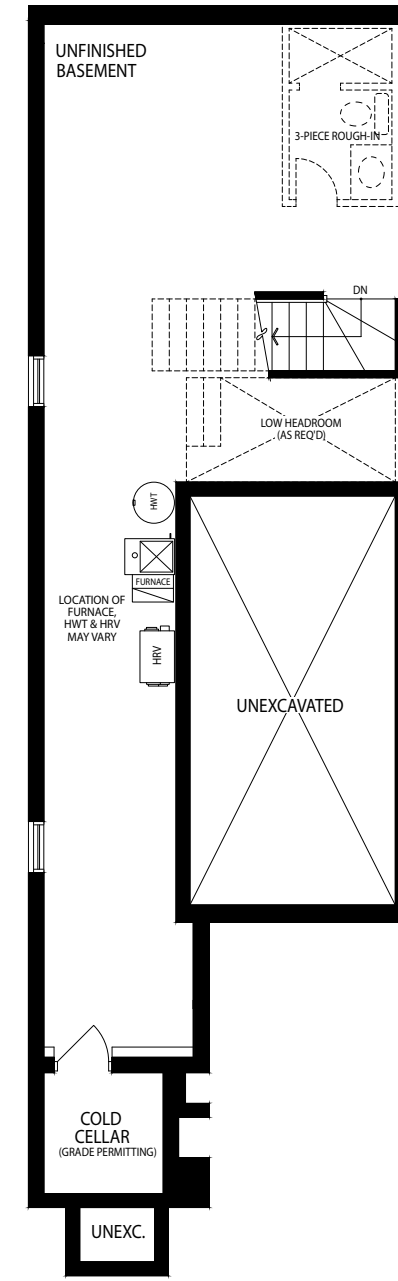 UNFINISHED
BASEMENT
3-PIECE ROUGH-IN
DN
LOW HEADROOM
(AS REQ'D)
HWT
FURNACE
LOCATION OF
FURNACE,
HWT & HRV
MAY VARY
HRV
UNEXCAVATED
COLD
CELLAR
(GRADE PERMITTING)
UNEXC.